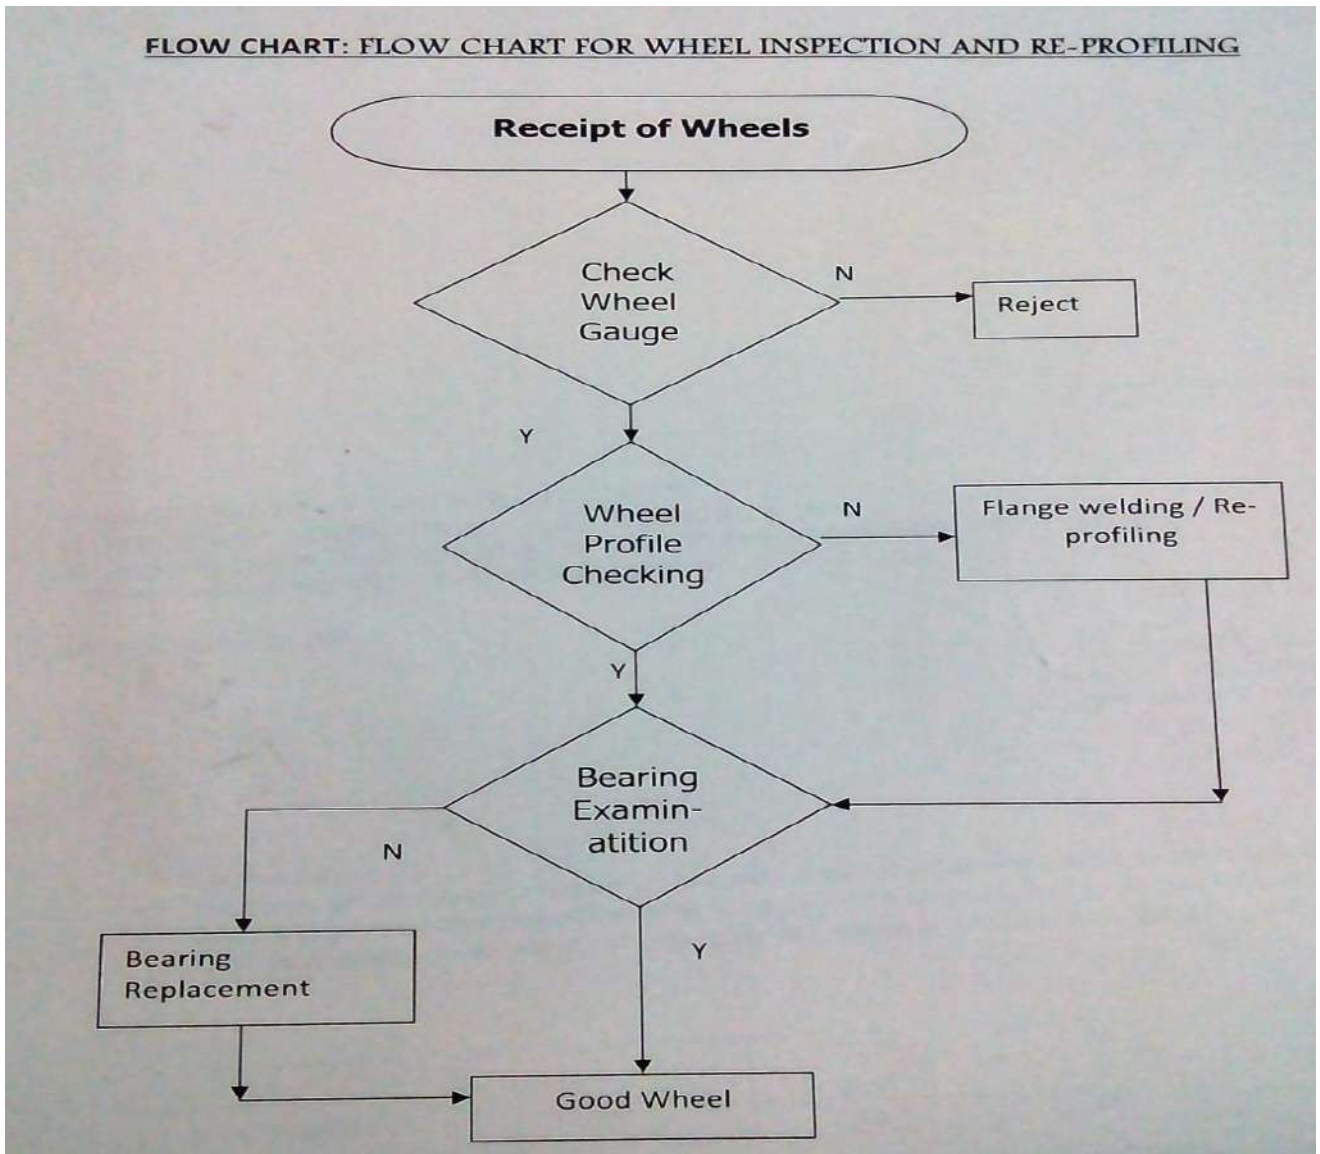 FLOW CHART: FLOW CHART FOR WHEEL INSPECTION AND RE-PROFILING
Receipt of Wheels
Check
Wheel
Gauge
N
Reject
Y
Wheel
Profile
Checking
N
Flange welding / Re-
profiling
Y
Bearing
Examin-
atition
N
Bearing
Replacement
Y
Good Wheel